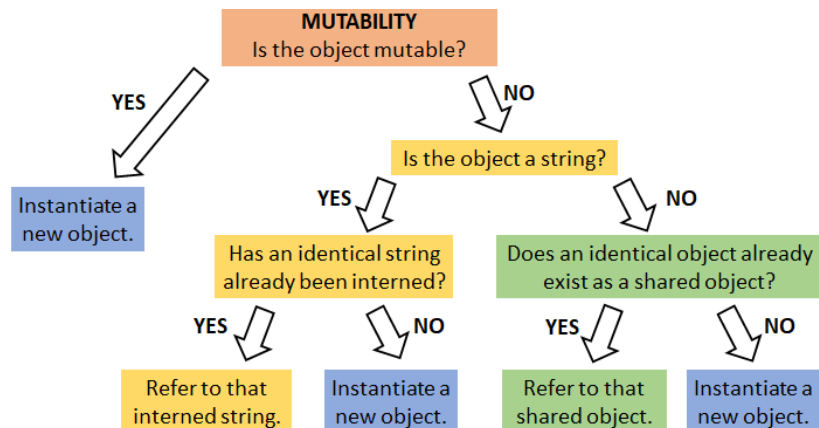 MUTABILITY
Is the object mutable?
YES
NO
Is the object a string?
Instantiate a
new object.
YES
NO
Has an identical string
already been interned?
Does an identical object already
exist as a shared object?
YES
NO
YES
NO
Refer to that
interned string.
Instantiate a
new object.
Refer to that
shared object.
Instantiate a
new object.